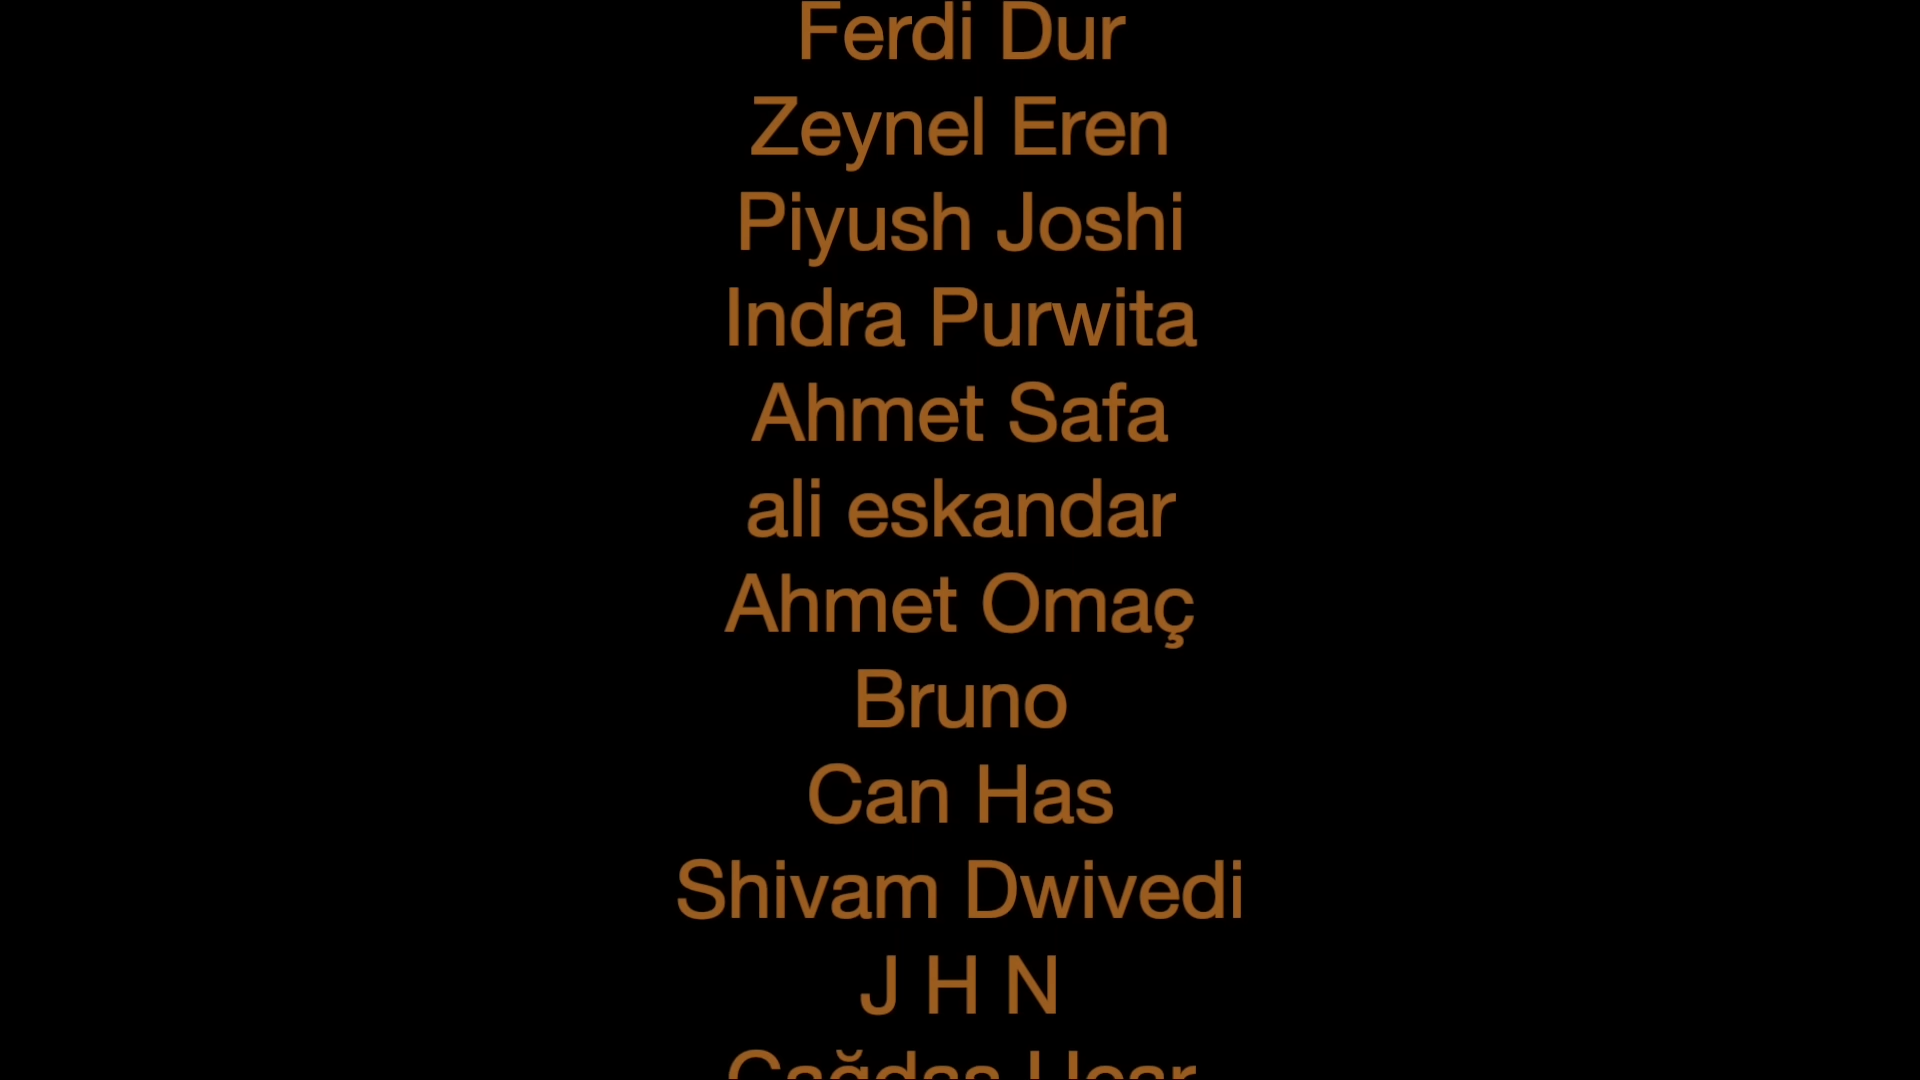 Ferdi Dur
Zeynel Eren
Piyush Joshi
Indra Purwita
Ahmet Safa
ali eskandar
Ahmet Omaç
Bruno
Can Has
Shivam Dwivedi
J H N